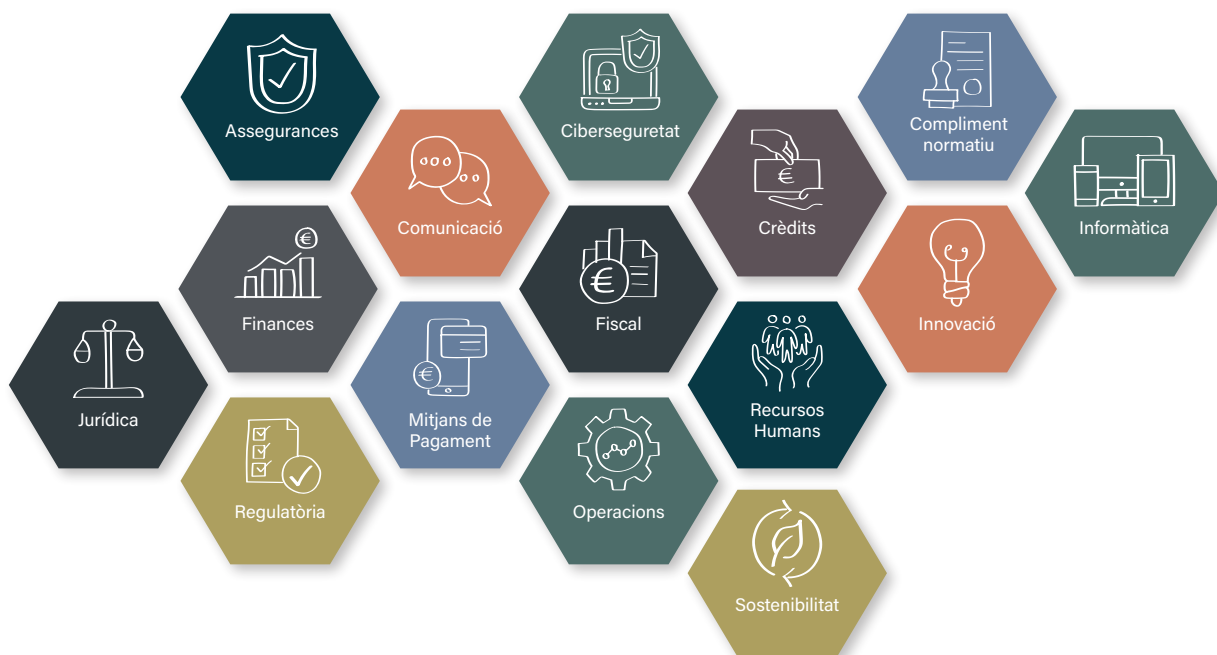 Assegurances
Ciberseguretat
Compliment
normatiu
Comunicació
Crèdits
Informàtica
Finances
Fiscal
Innovació
Jurídica
Mitjans de
Pagament
Recursos
Humans
Regulatòria
Operacions
Sostenibilitat